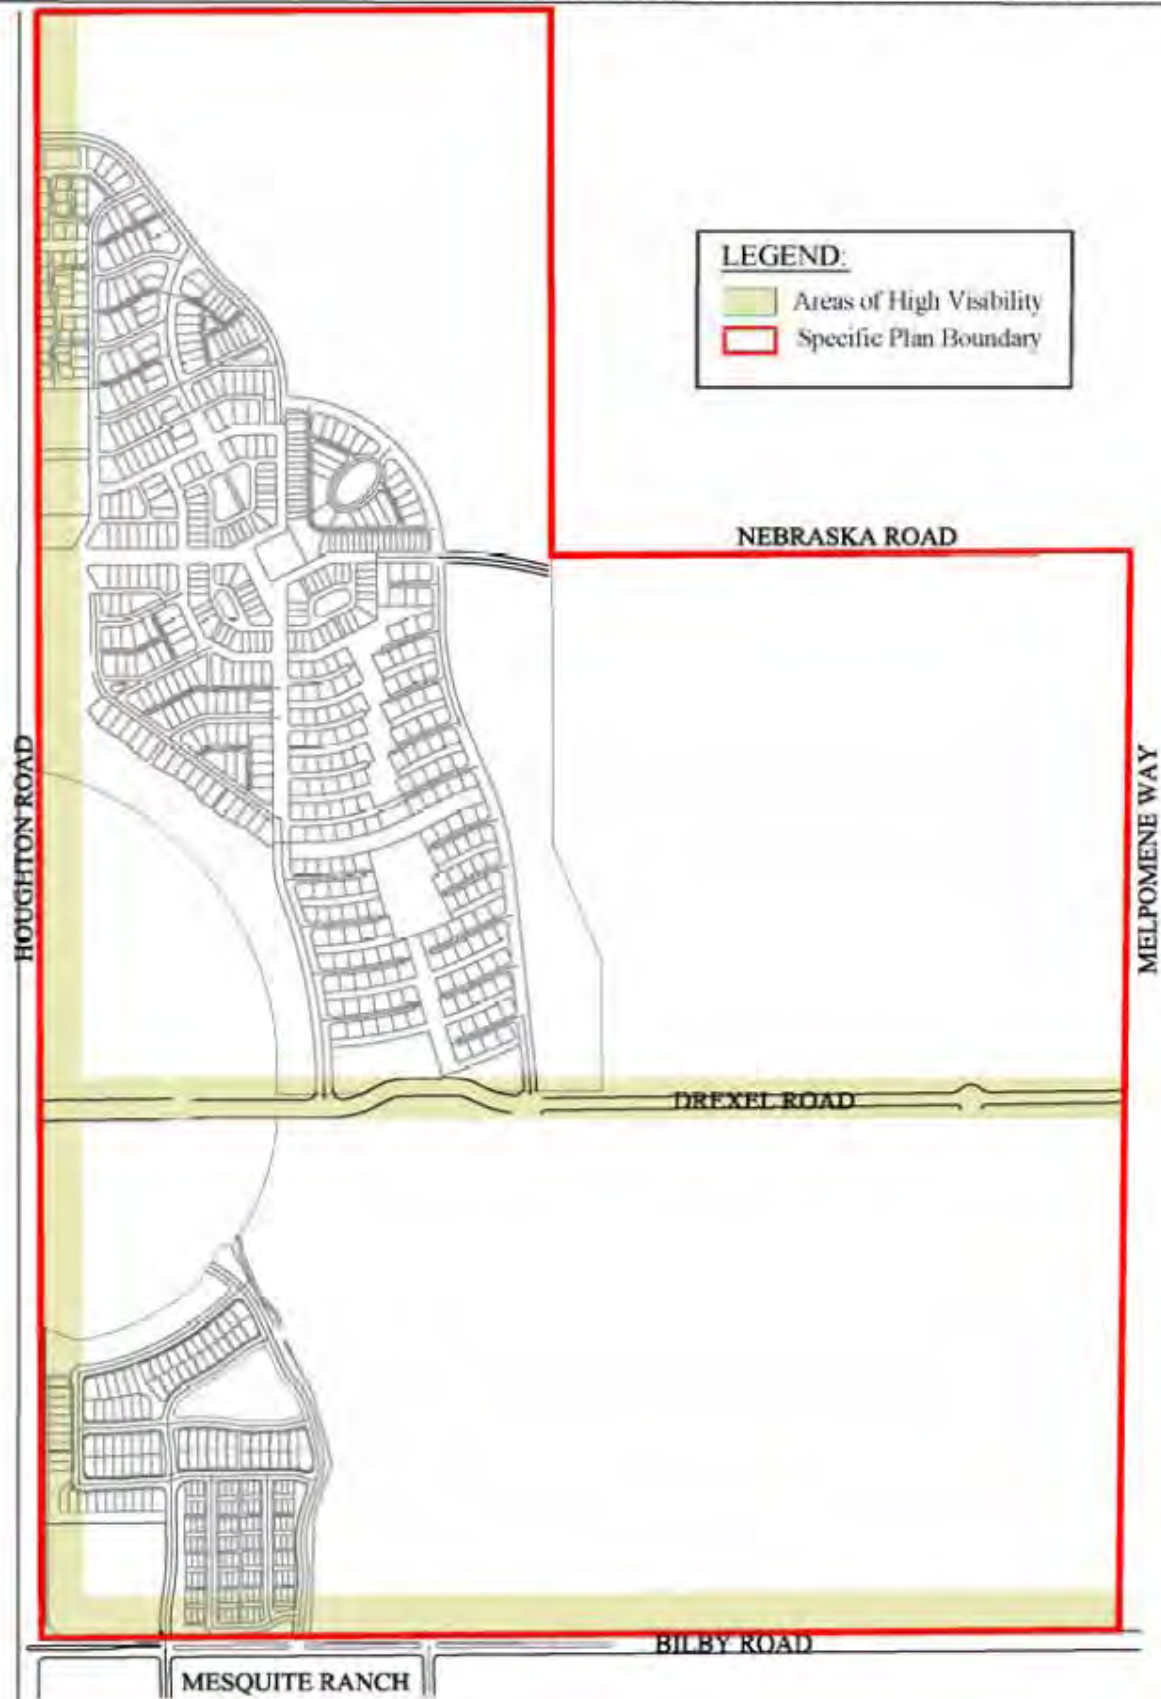 LEGEND:
Areas of High Visibility
Specific Plan Boundary
NEBRASKA ROAD
HOUGHTON ROAD
MELPOMENE WAY
DREXEL ROAD
BILBY ROAD
MESQUITE RANCH